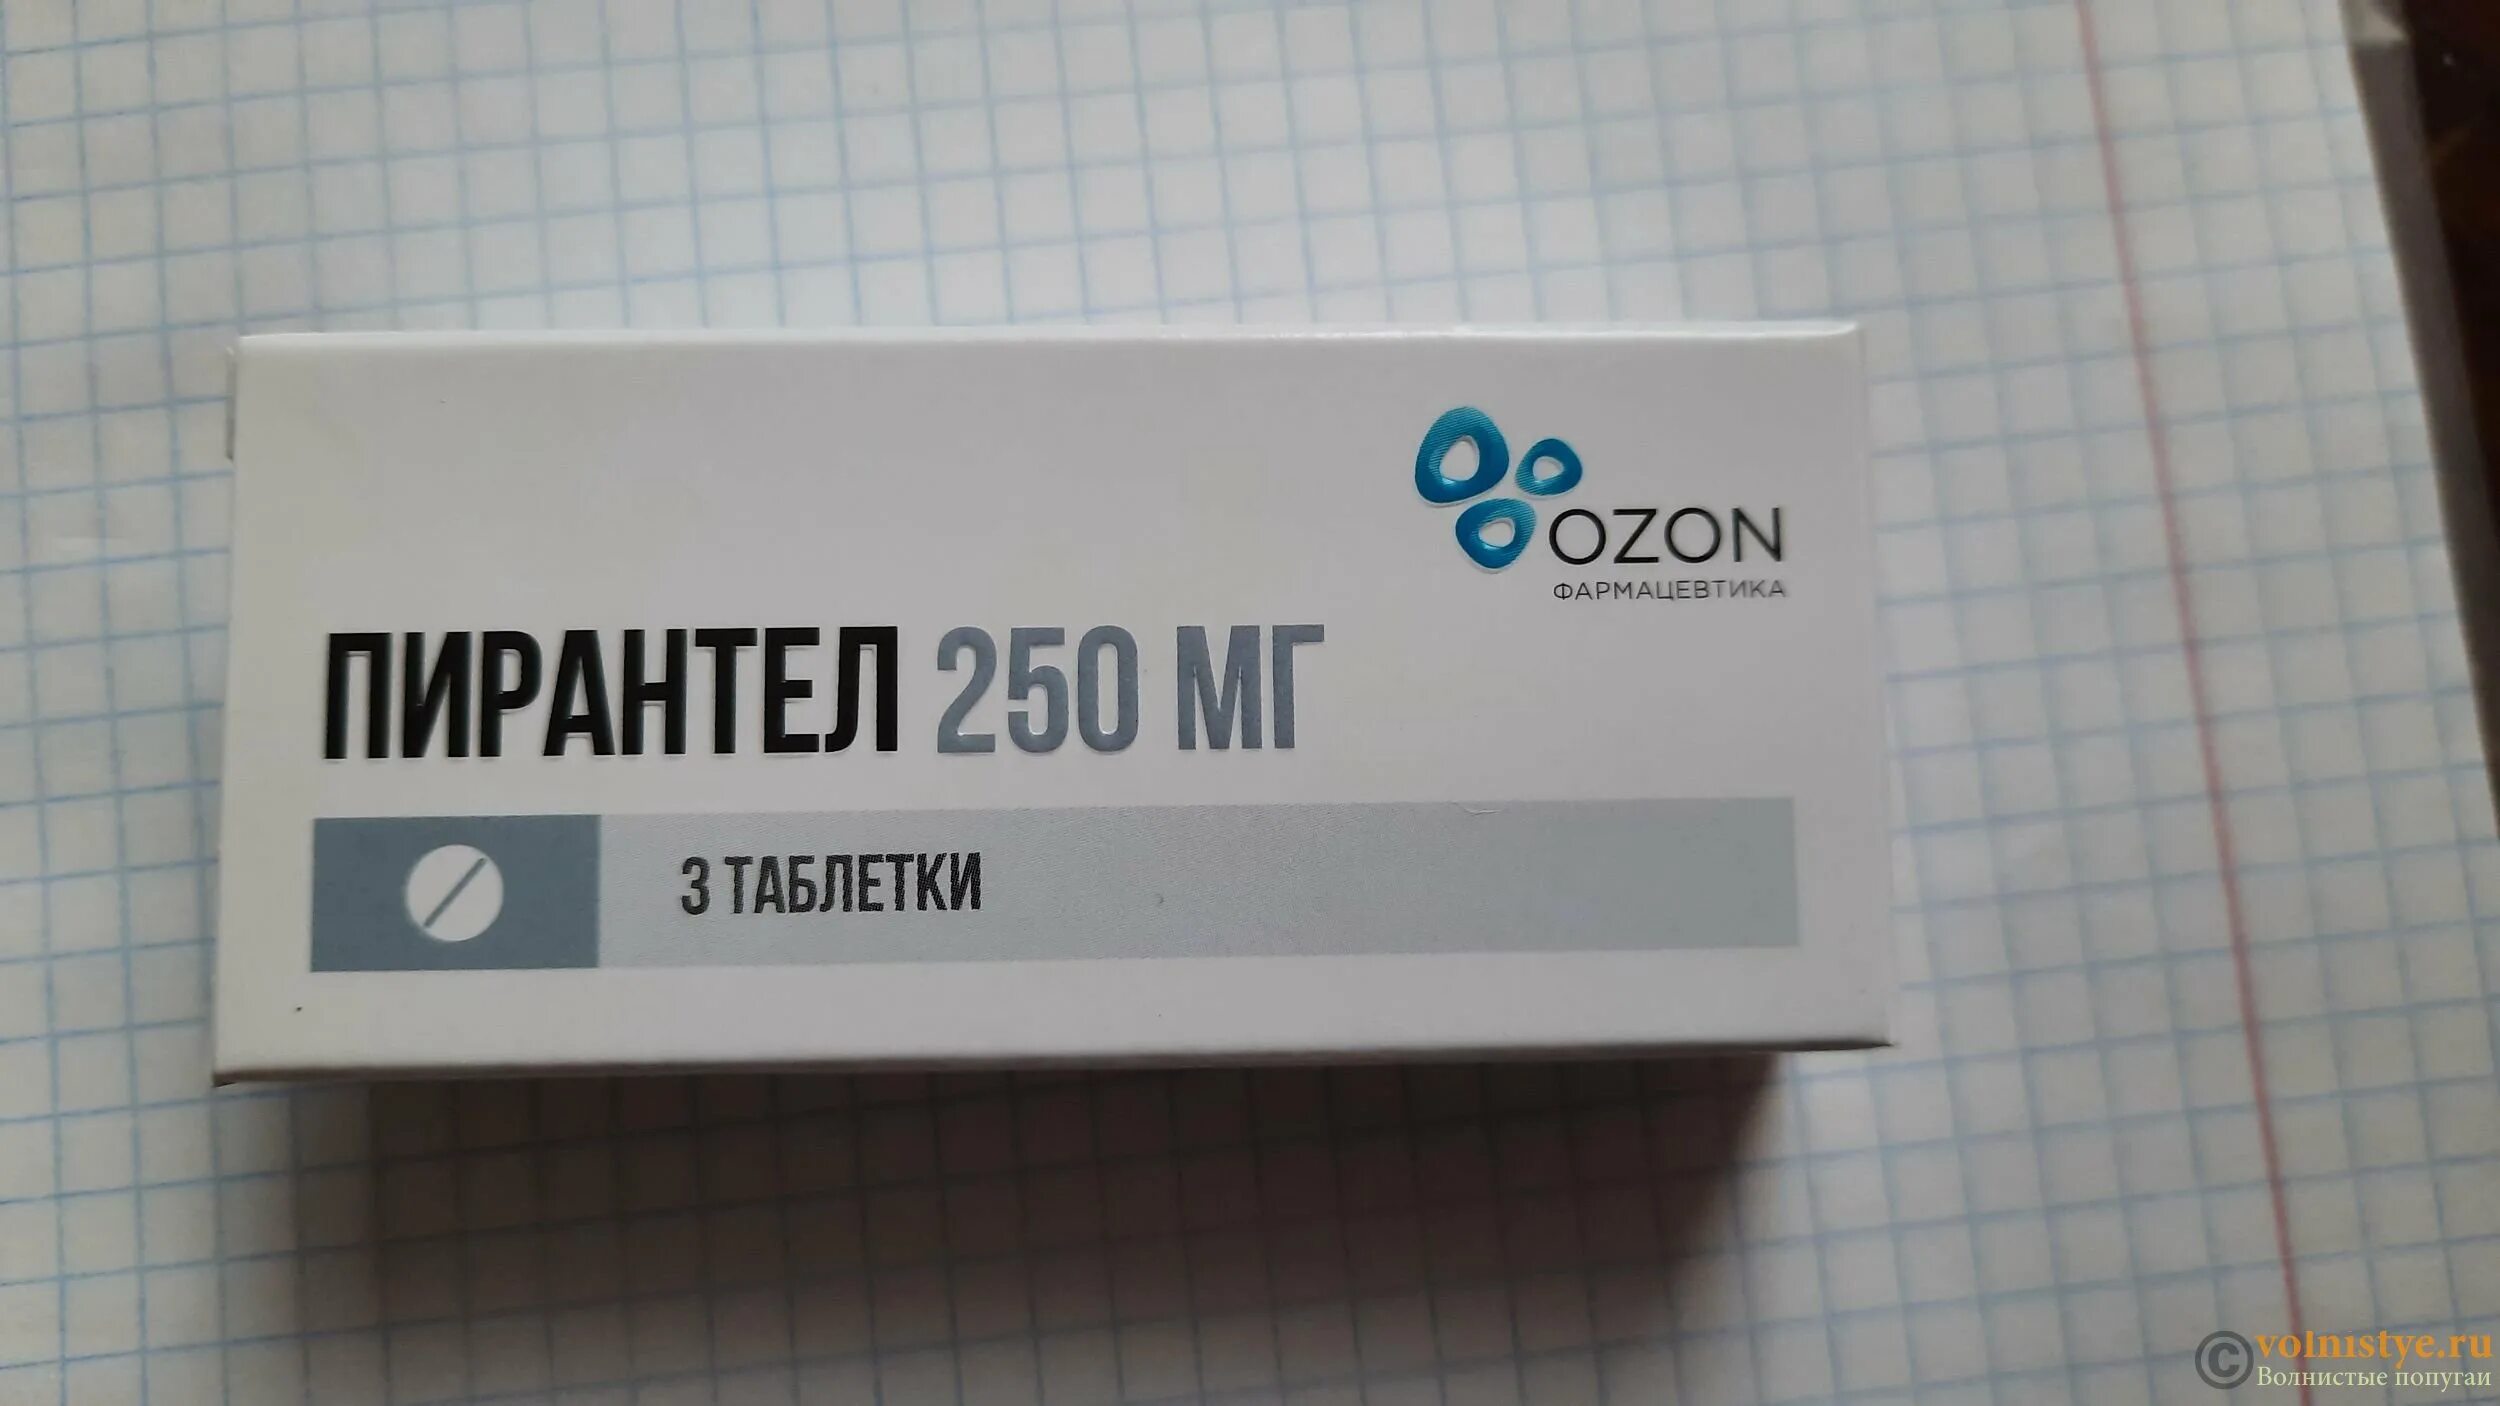 OZON
ФАРМАЦЕВТИКА
ПИРАНТЕЛ 250 МГ
3 ТАБЛЕТКИ
©volnistye.ru
Волнистые попугаи